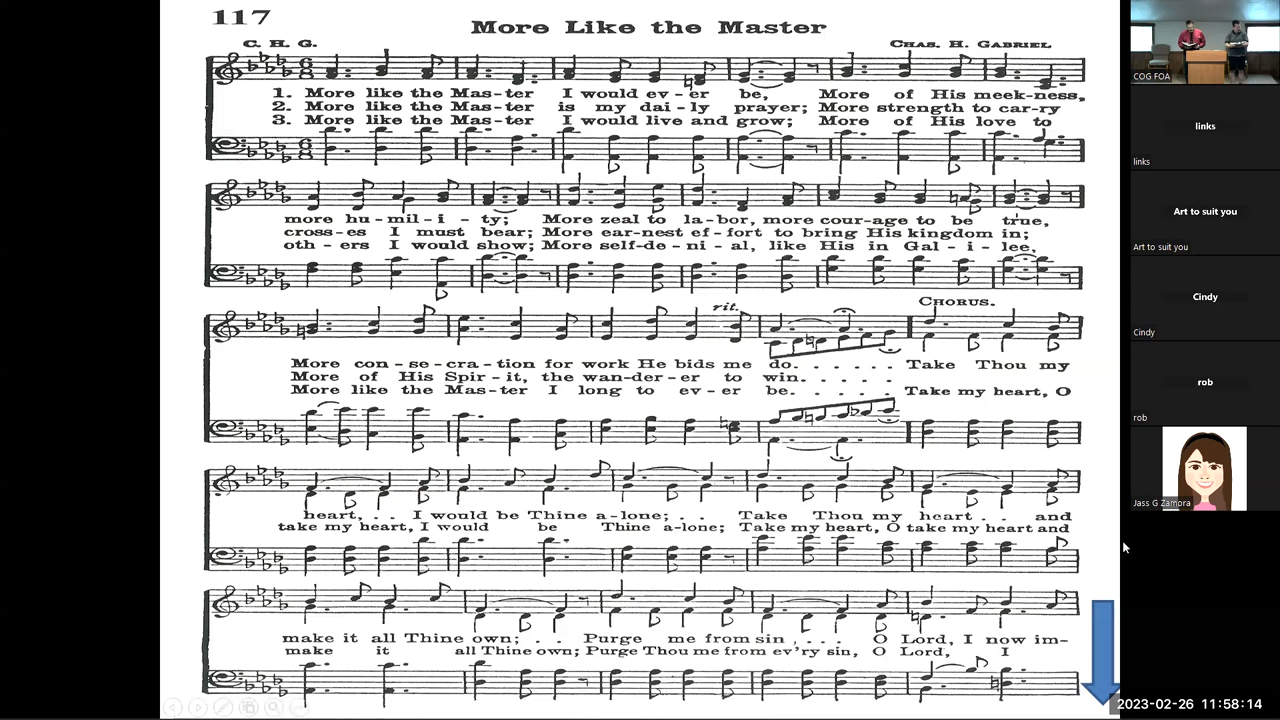 117
More Like the Master
C. H. G.
CHAS. H. GABRIEL
1. More like the Mas-ter I would ev-er be, More of His meek-ness,
2. More like the Mas-ter is my dai-ly prayer; More strength to car-ry
3. More like the Mas-ter I would live and grow; More of His love to
more hu-mil-i-ty; More zeal to la-bor, more cour-age to be true,
cross-es I must bear; More ear-nest ef-fort to bring His kingdom in;
oth-ers I would show; More self-de-ni-al, like His in Gal-i-lee,
rit.
CHORUS.
More con-se-cra-tion for work He bids me do. . . . . . Take Thou my
More of His Spir-it, the wan-der-er to win. . . . . .
More like the Mas-ter I long to ev-er be. . . . . Take my heart, O
heart, . . I would be Thine a-lone; . . Take Thou my heart . . and
take my heart, I would be Thine a-lone; Take my heart, O take my heart and
make it all Thine own; . . Purge me from sin , . . . O Lord, I now im-
make it all Thine own; Purge Thou me from ev'ry sin, O Lord, I
COG FOA
links
links
Art to suit you
Art to suit you
Cindy
Cindy
rob
rob
Jass G Zamora
2023-02-26 11:58:14